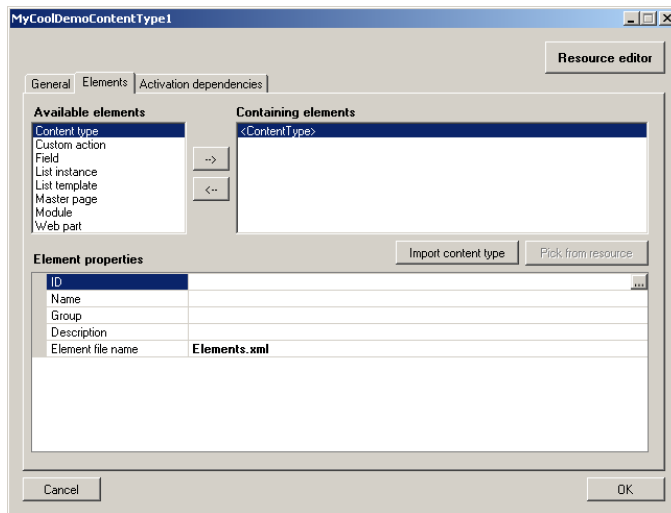 MyCoolDemoContentType1
Resource editor
General Elements Activation dependencies
Available elements Containing elements
Content type <ContentType>
Custom action
Field
List instance
List template
Master page
Module
Web part
-->
<--
Import content type Pick from resource
Element properties
ID ...
Name
Group
Description
Element file name Elements.xml
Cancel OK